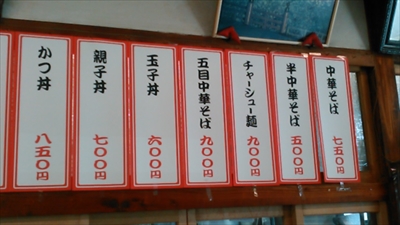 中華そば 七五〇円
半中華そば 五〇〇円
チャーシュー麺 九〇〇円
五目中華そば 九〇〇円
玉子丼 六〇〇円
親子丼 七〇〇円
かつ丼 八五〇円